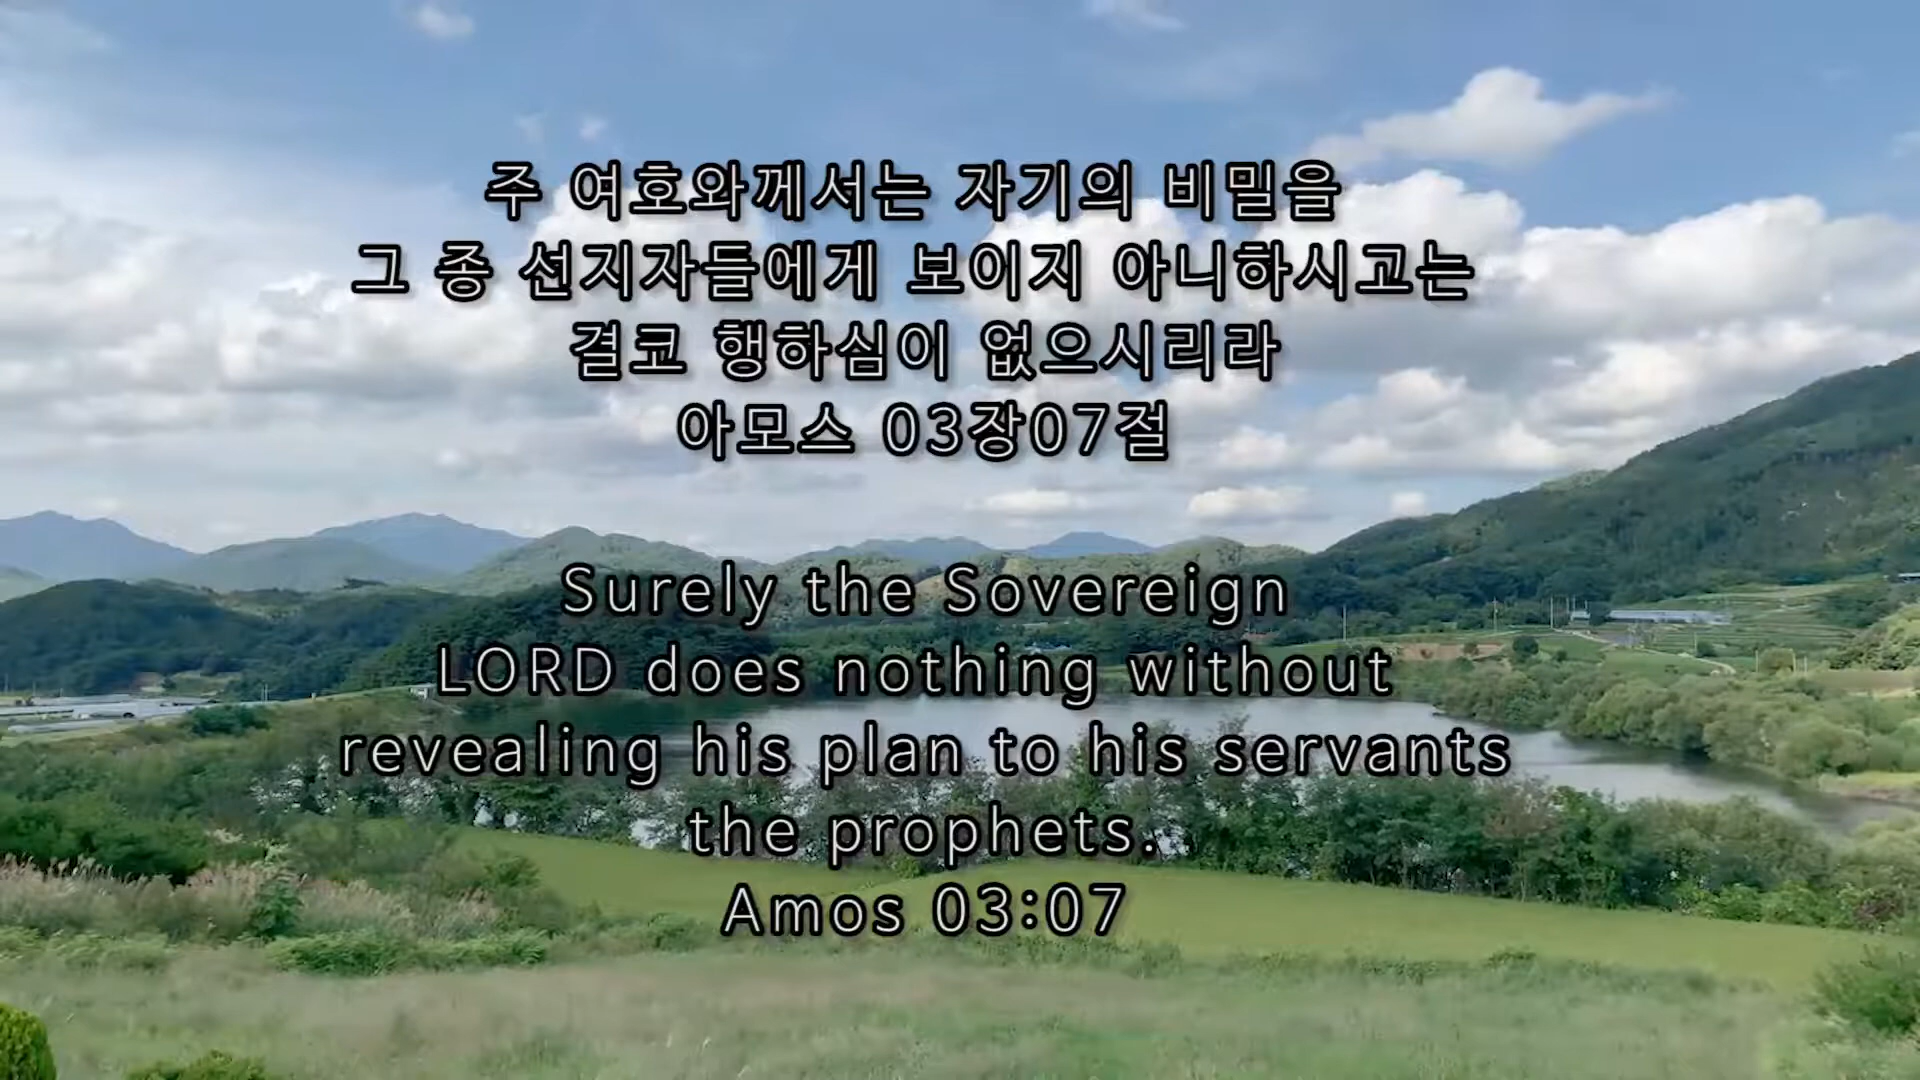 주 여호와께서는 자기의 비밀을
그 종 선지자들에게 보이지 아니하시고는
결코 행하심이 없으시리라
아모스 03장07절
Surely the Sovereign
LORD does nothing without
revealing his plan to his servants
the prophets.
Amos 03:07